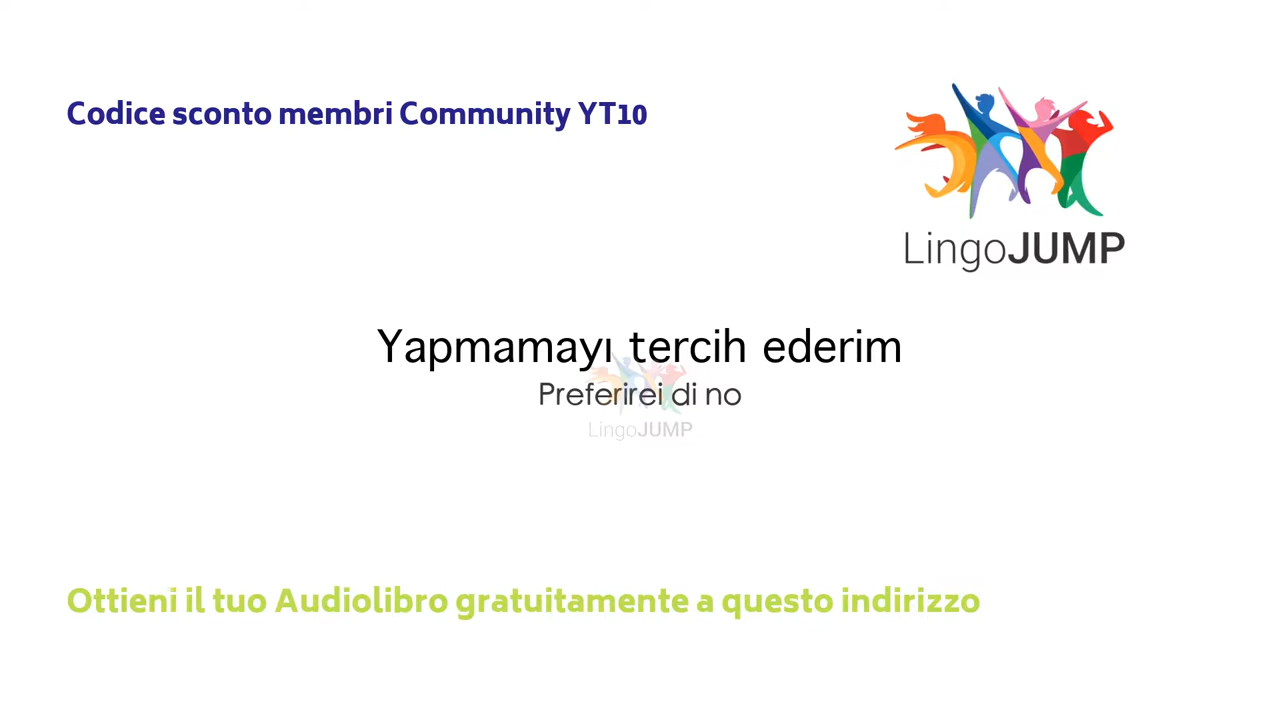 Codice sconto membri Community YT10
LingoJUMP
Yapmamayı tercih ederim
Preferirei di no
LingoJUMP
Ottieni il tuo Audiolibro gratuitamente a questo indirizzo